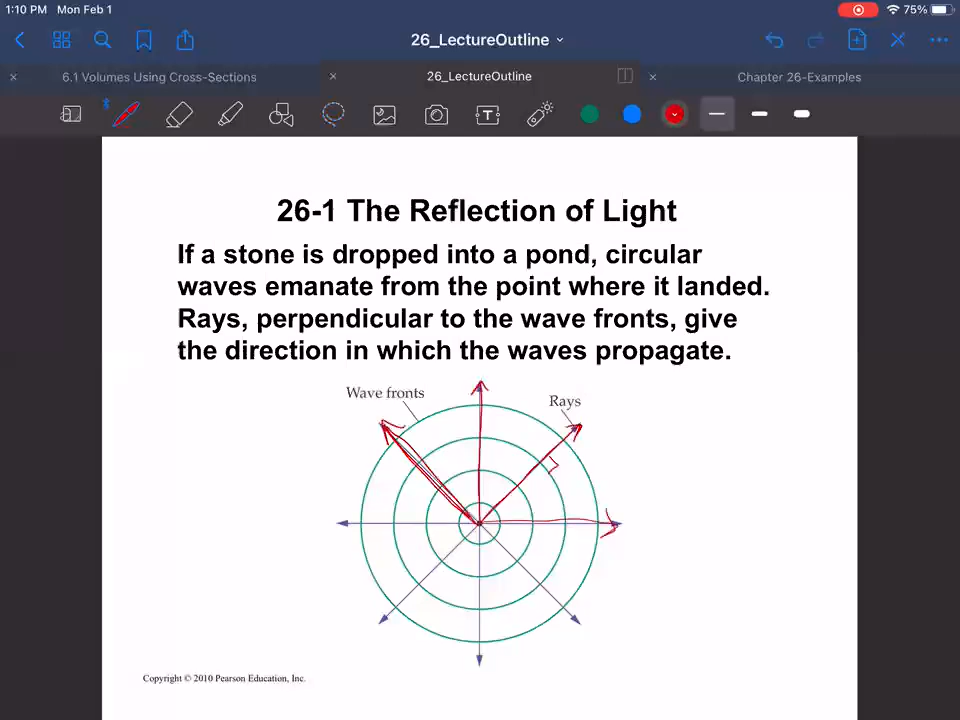 1:10 PM Mon Feb 1
75%
26_LectureOutline
6.1 Volumes Using Cross-Sections
26_LectureOutline
Chapter 26-Examples
T
26-1 The Reflection of Light
If a stone is dropped into a pond, circular
waves emanate from the point where it landed.
Rays, perpendicular to the wave fronts, give
the direction in which the waves propagate.
Wave fronts
Rays
Copyright © 2010 Pearson Education, Inc.